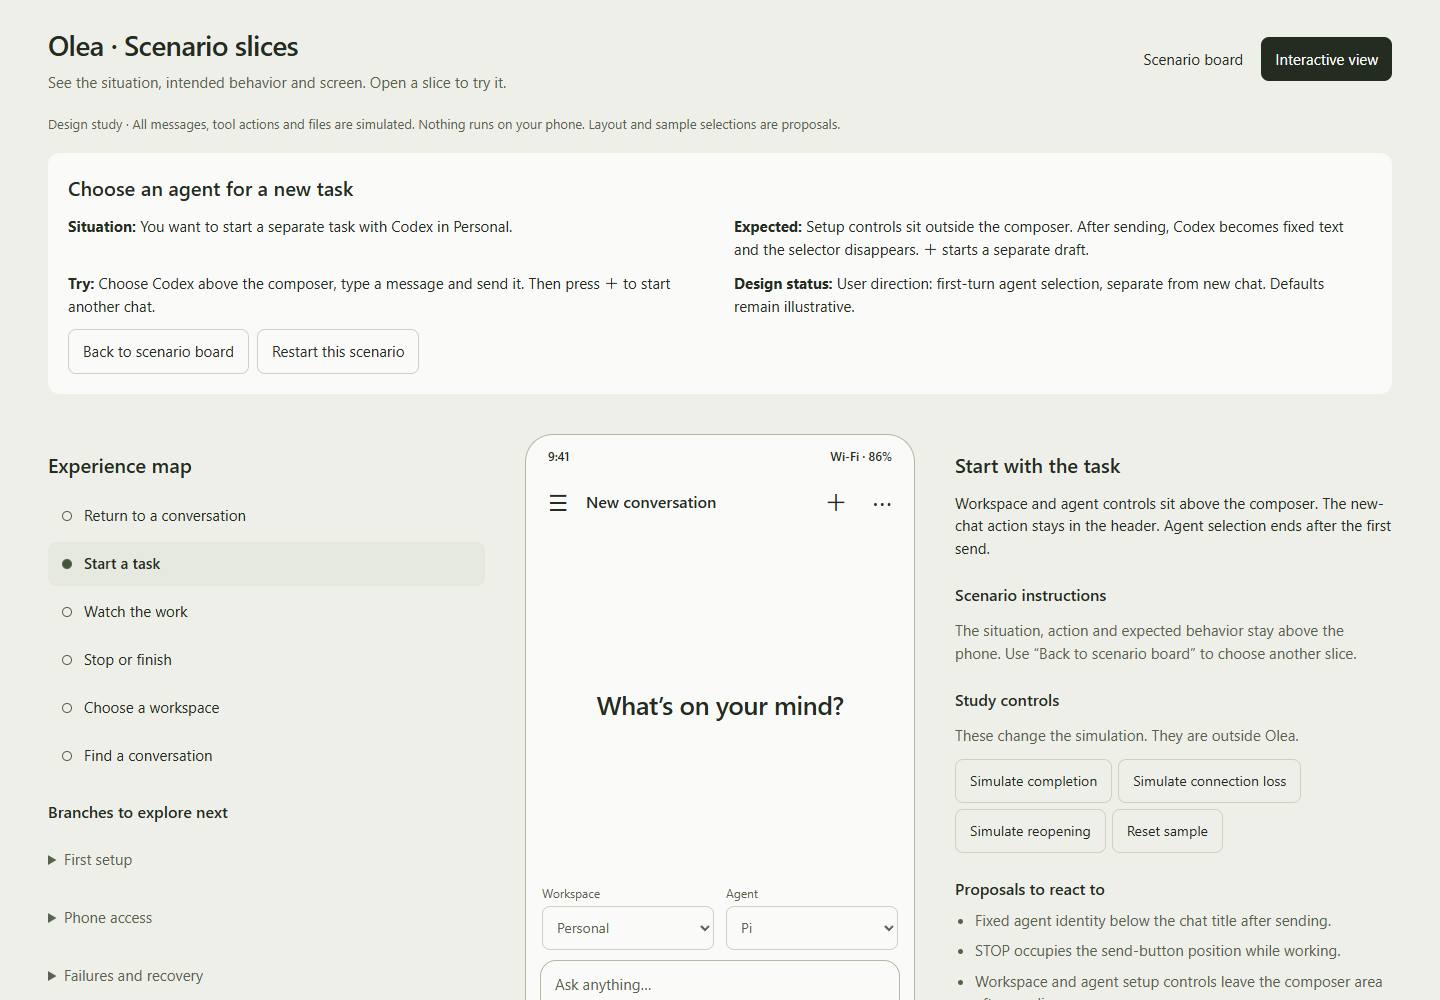 Olea · Scenario slices
See the situation, intended behavior and screen. Open a slice to try it.
Scenario board
Interactive view
Design study · All messages, tool actions and files are simulated. Nothing runs on your phone. Layout and sample selections are proposals.
Choose an agent for a new task
Situation: You want to start a separate task with Codex in Personal.
Expected: Setup controls sit outside the composer. After sending, Codex becomes fixed text
and the selector disappears. + starts a separate draft.
Try: Choose Codex above the composer, type a message and send it. Then press + to start
another chat.
Design status: User direction: first-turn agent selection, separate from new chat. Defaults
remain illustrative.
Back to scenario board
Restart this scenario
Experience map
Return to a conversation
Start a task
Watch the work
Stop or finish
Choose a workspace
Find a conversation
Branches to explore next
First setup
Phone access
Failures and recovery
9:41
Wi-Fi · 86%
New conversation
What's on your mind?
Workspace
Agent
Personal
Pi
Ask anything...
Start with the task
Workspace and agent controls sit above the composer. The new-
chat action stays in the header. Agent selection ends after the first
send.
Scenario instructions
The situation, action and expected behavior stay above the
phone. Use “Back to scenario board” to choose another slice.
Study controls
These change the simulation. They are outside Olea.
Simulate completion
Simulate connection loss
Simulate reopening
Reset sample
Proposals to react to
• Fixed agent identity below the chat title after sending.
• STOP occupies the send-button position while working.
• Workspace and agent setup controls leave the composer area